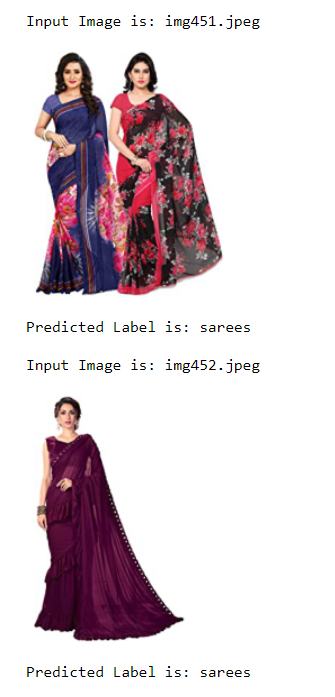 Input Image is: img451.jpeg
Predicted Label is: sarees
Input Image is: img452.jpeg
Predicted Label is: sarees